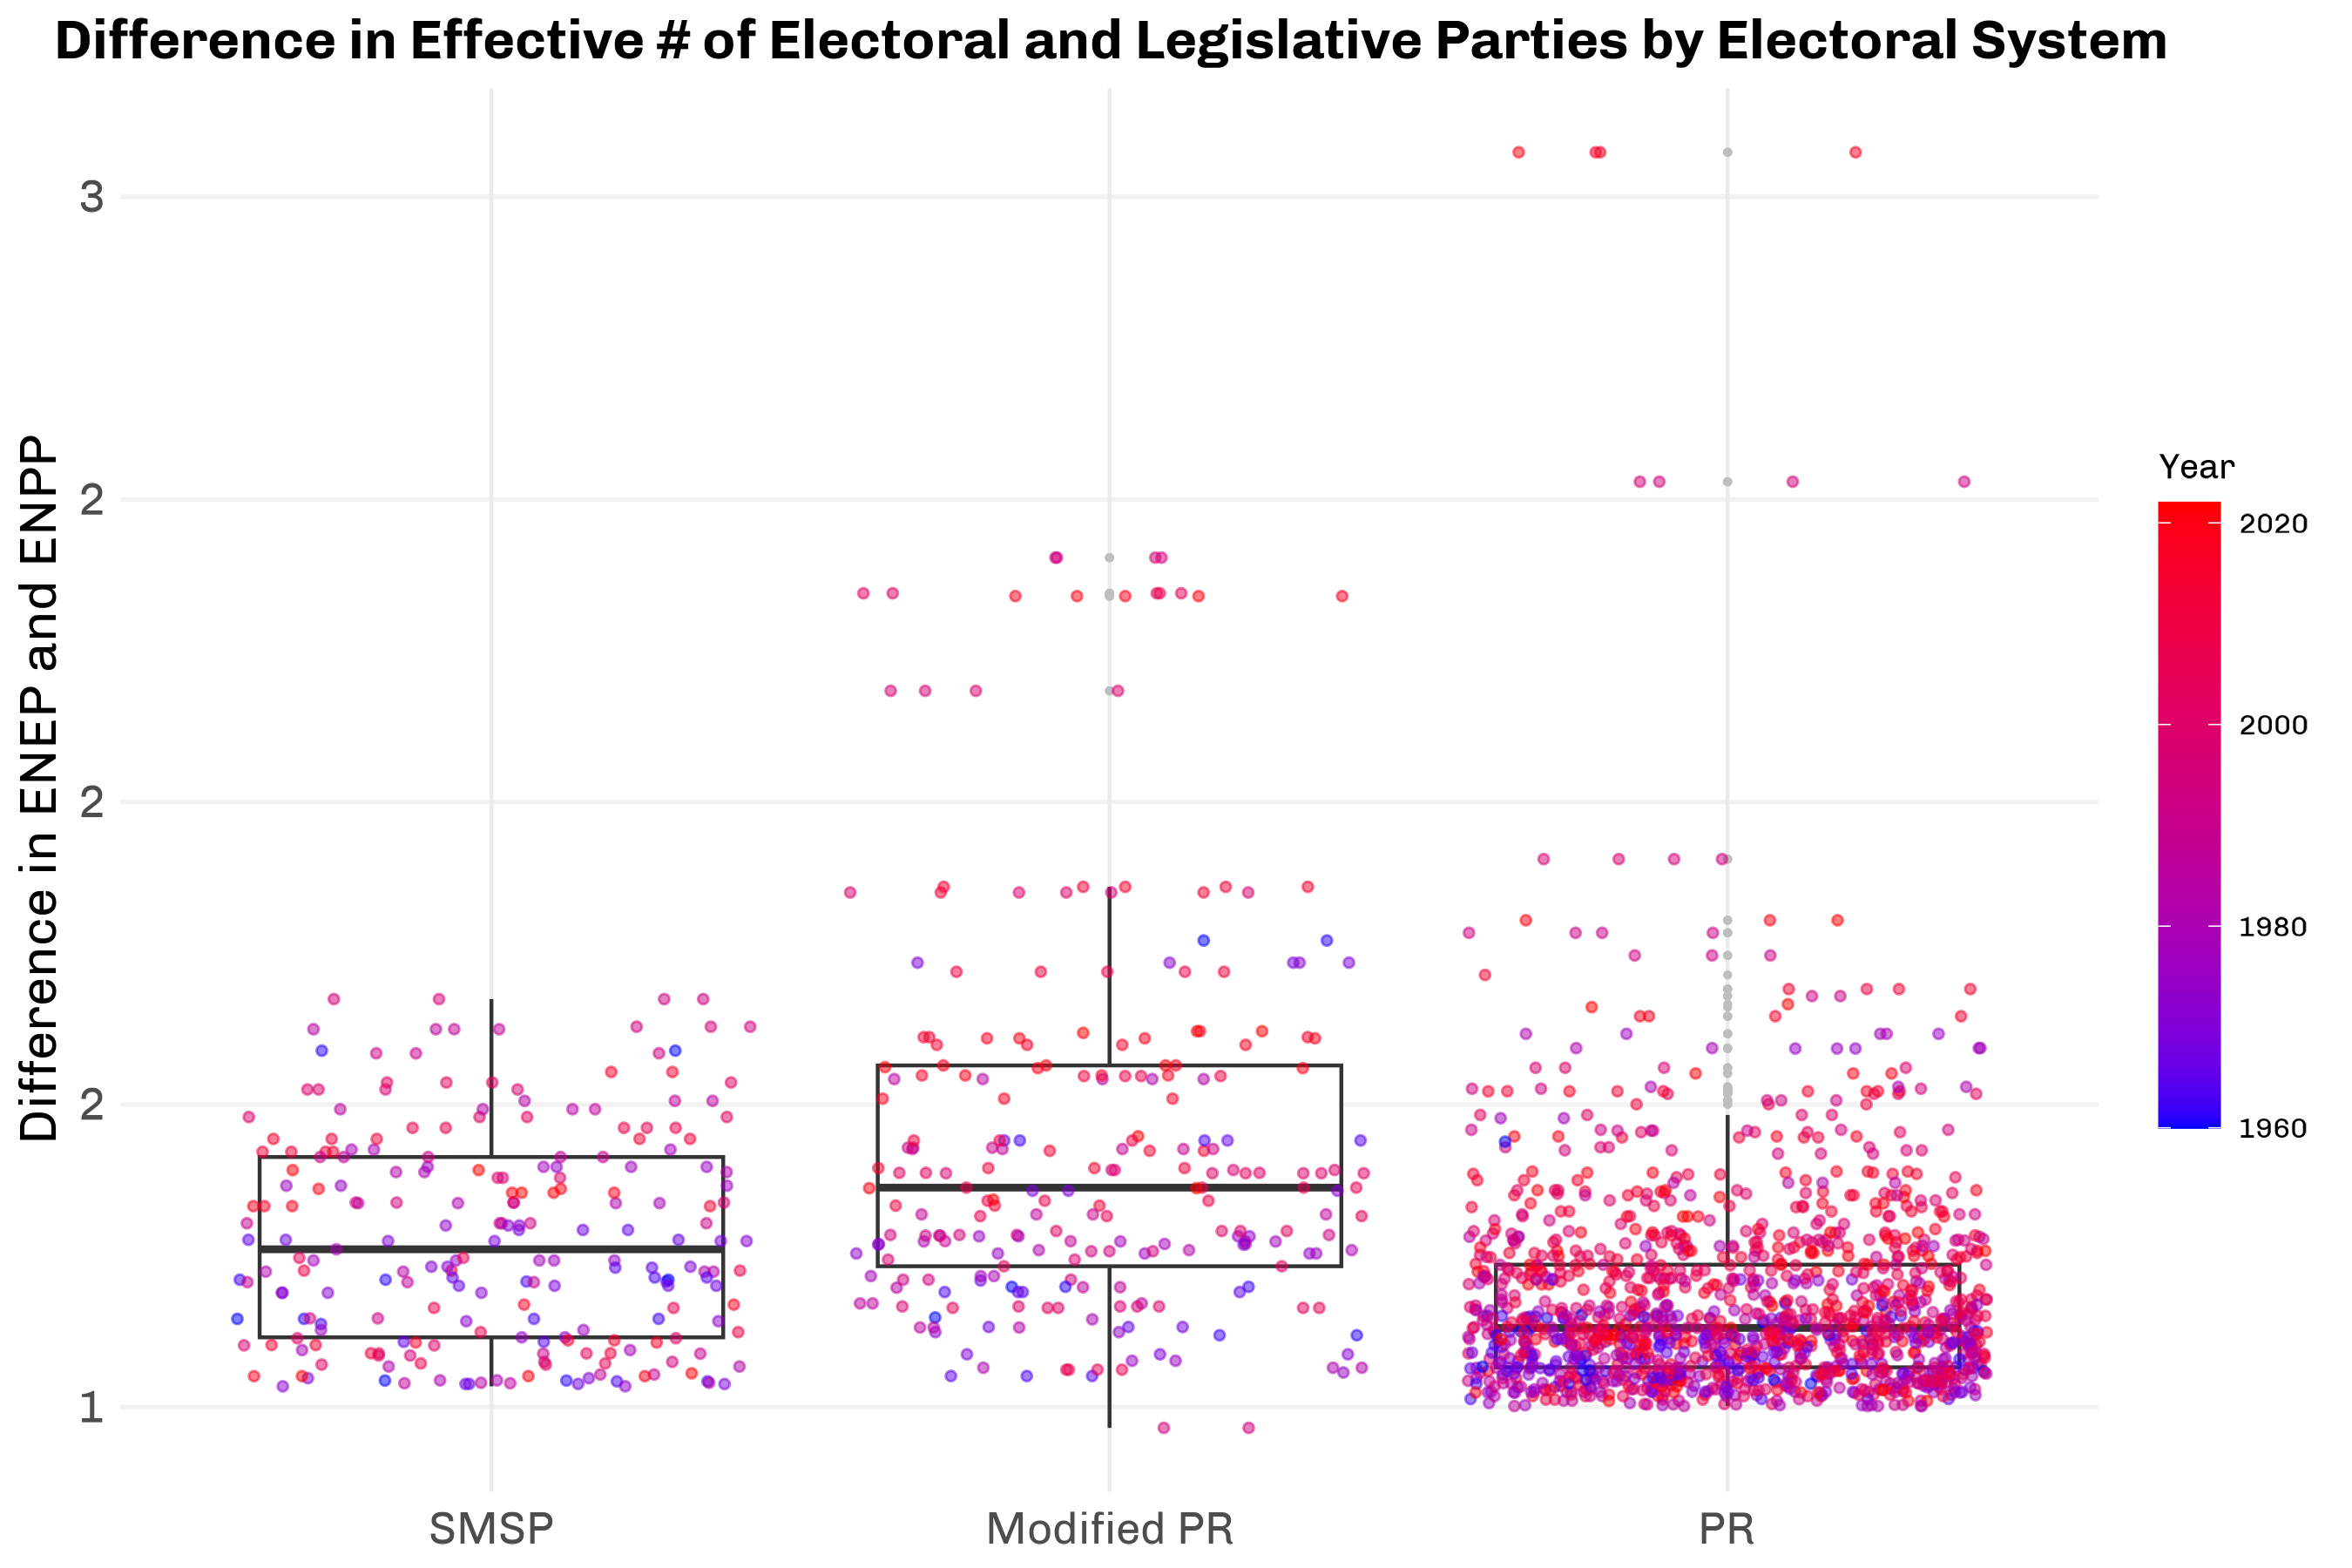 Difference in Effective # of Electoral and Legislative Parties by Electoral System
Difference in ENEP and ENPP
3
2
2
2
1
SMSP
Modified PR
PR
Year
2020
2000
1980
1960